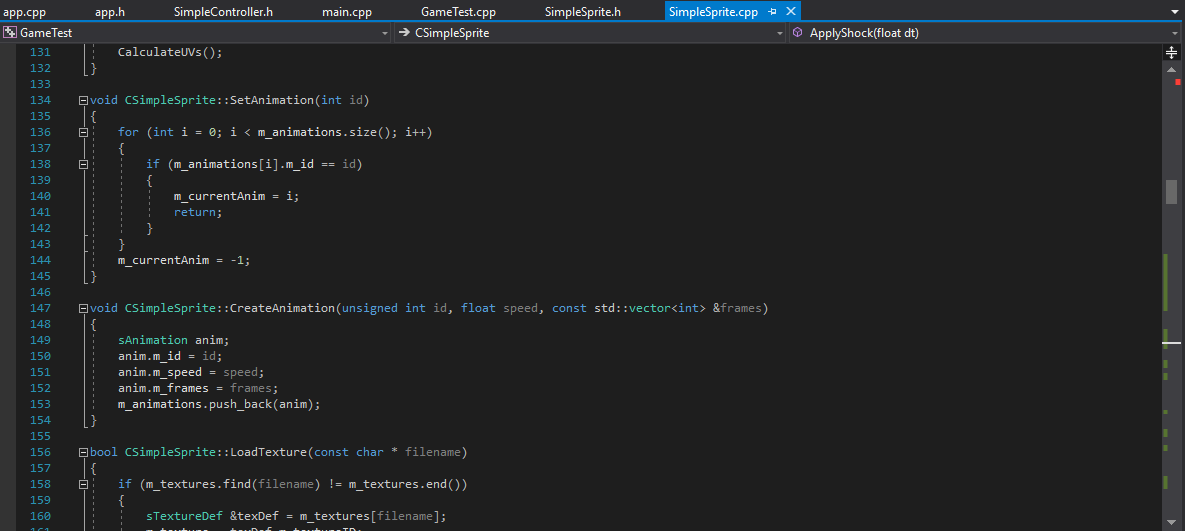 app.cpp app.h SimpleController.h main.cpp GameTest.cpp SimpleSprite.h SimpleSprite.cpp
GameTest CSimpleSprite ApplyShock(float dt)
131 CalculateUVs();
132 }
133
134 void CSimpleSprite::SetAnimation(int id)
135 {
136 for (int i = 0; i < m_animations.size(); i++)
137 {
138 if (m_animations[i].m_id == id)
139 {
140 m_currentAnim = i;
141 return;
142 }
143 }
144 m_currentAnim = -1;
145 }
146
147 void CSimpleSprite::CreateAnimation(unsigned int id, float speed, const std::vector<int> &frames)
148 {
149 sAnimation anim;
150 anim.m_id = id;
151 anim.m_speed = speed;
152 anim.m_frames = frames;
153 m_animations.push_back(anim);
154 }
155
156 bool CSimpleSprite::LoadTexture(const char * filename)
157 {
158 if (m_textures.find(filename) != m_textures.end())
159 {
160 sTextureDef &texDef = m_textures[filename];